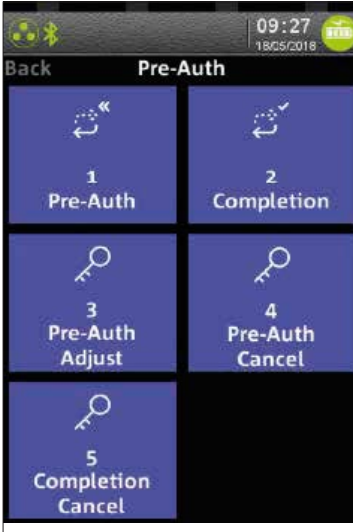 09:27
18/05/2018
Back Pre-Auth
1
Pre-Auth
2
Completion
3
Pre-Auth
Adjust
4
Pre-Auth
Cancel
5
Completion
Cancel